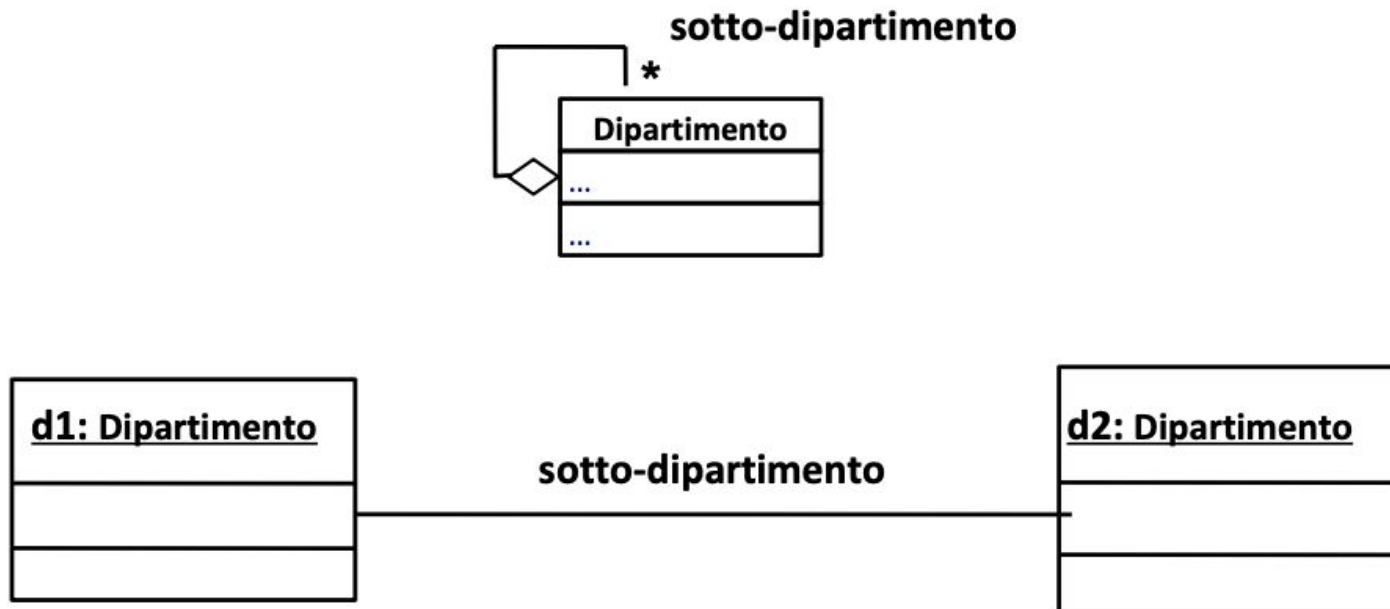 sotto-dipartimento
*
Dipartimento
...
...
d1: Dipartimento
sotto-dipartimento
d2: Dipartimento